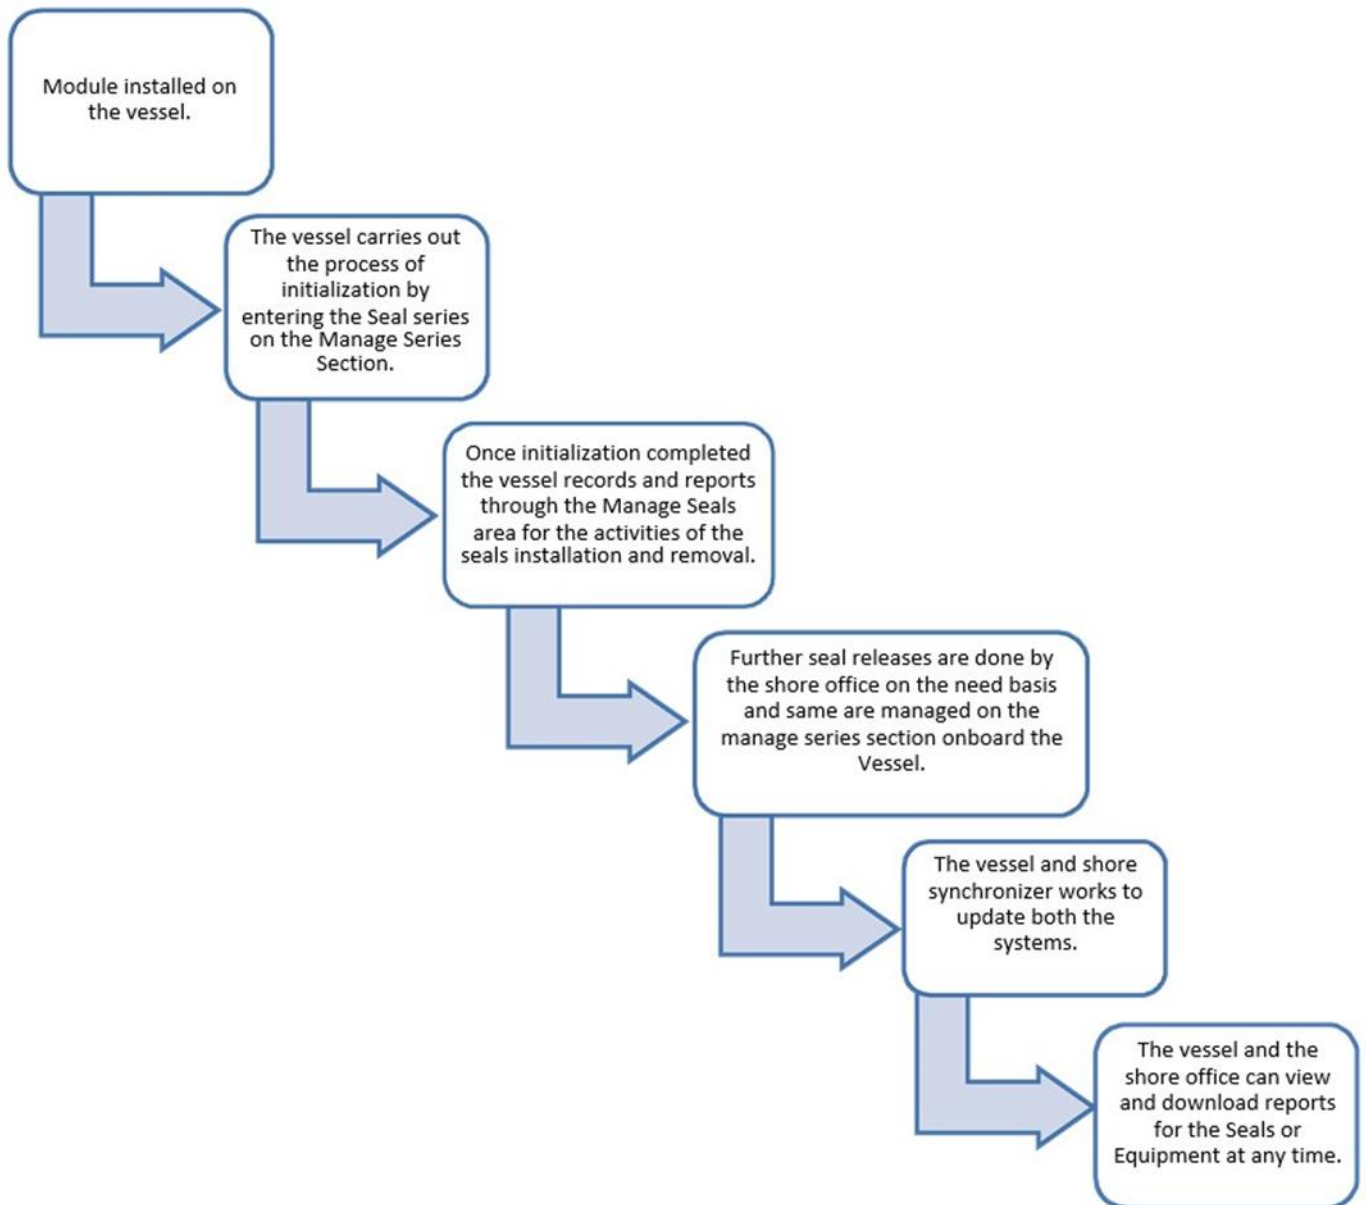 Module installed on
the vessel.
The vessel carries out
the process of
initialization by
entering the Seal series
on the Manage Series
Section.
Once initialization completed
the vessel records and reports
through the Manage Seals
area for the activities of the
seals installation and removal.
Further seal releases are done by
the shore office on the need basis
and same are managed on the
manage series section onboard the
Vessel.
The vessel and shore
synchronizer works to
update both the
systems.
The vessel and the
shore office can view
and download reports
for the Seals or
Equipment at any time.